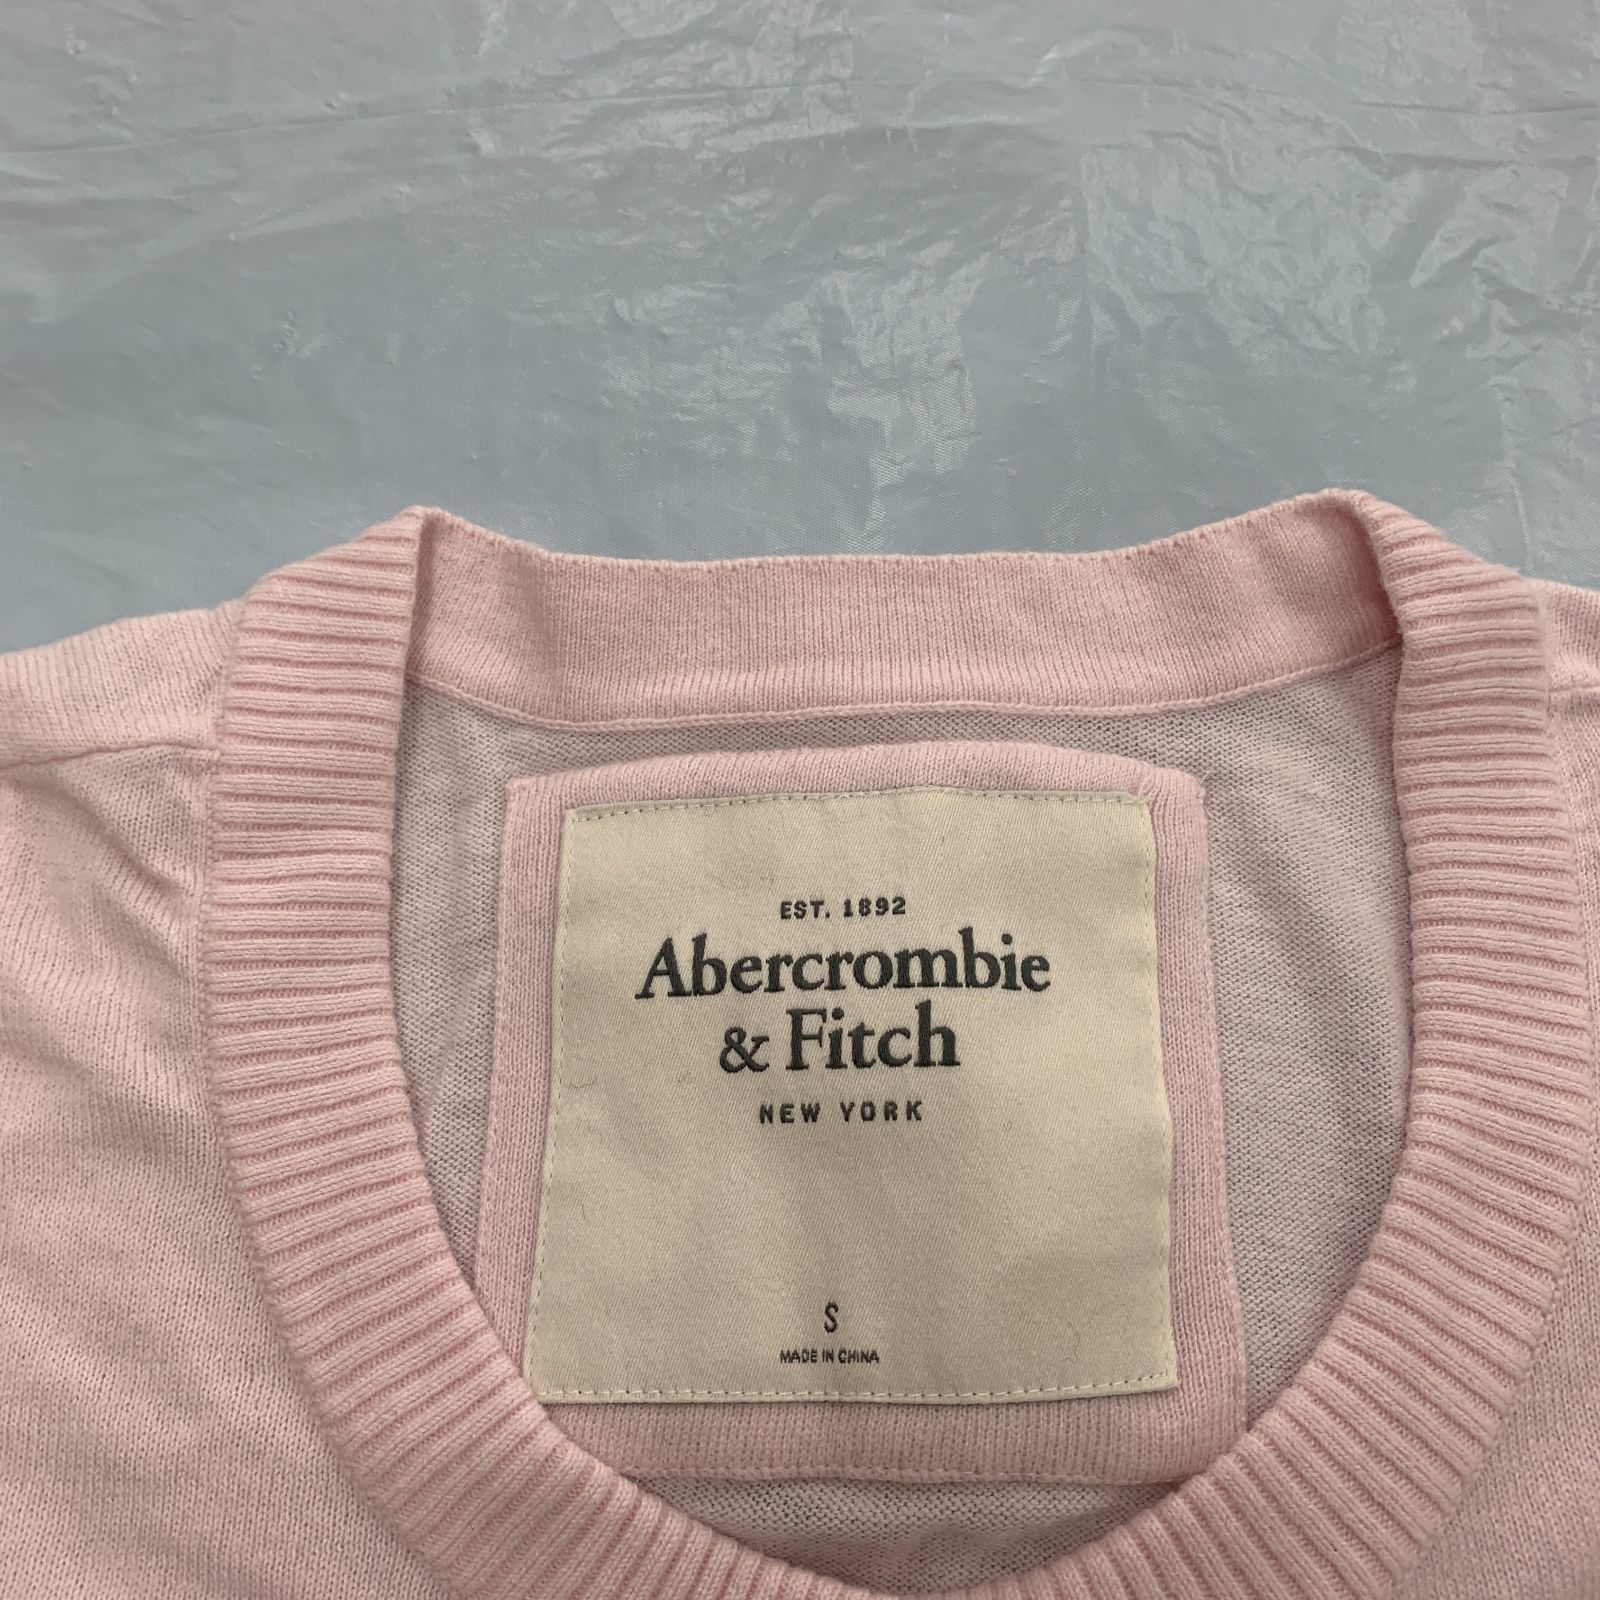 EST. 1892
Abercrombie
& Fitch
NEW YORK
S
MADE IN CHINA